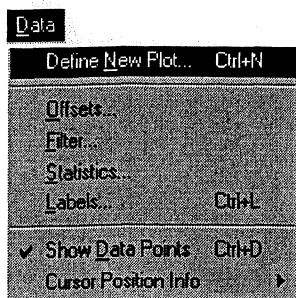 Data
Define New Plot... Ctrl+N
Offsets...
Filter...
Statistics...
Labels... Ctrl+L
✓ Show Data Points Ctrl+D
Cursor Position Info ▶